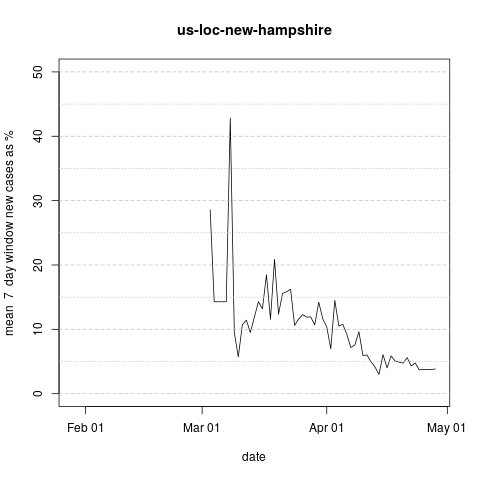 us-loc-new-hampshire
mean 7 day window new cases as %
50
40
30
20
10
0
Feb 01
Mar 01
Apr 01
May 01
date